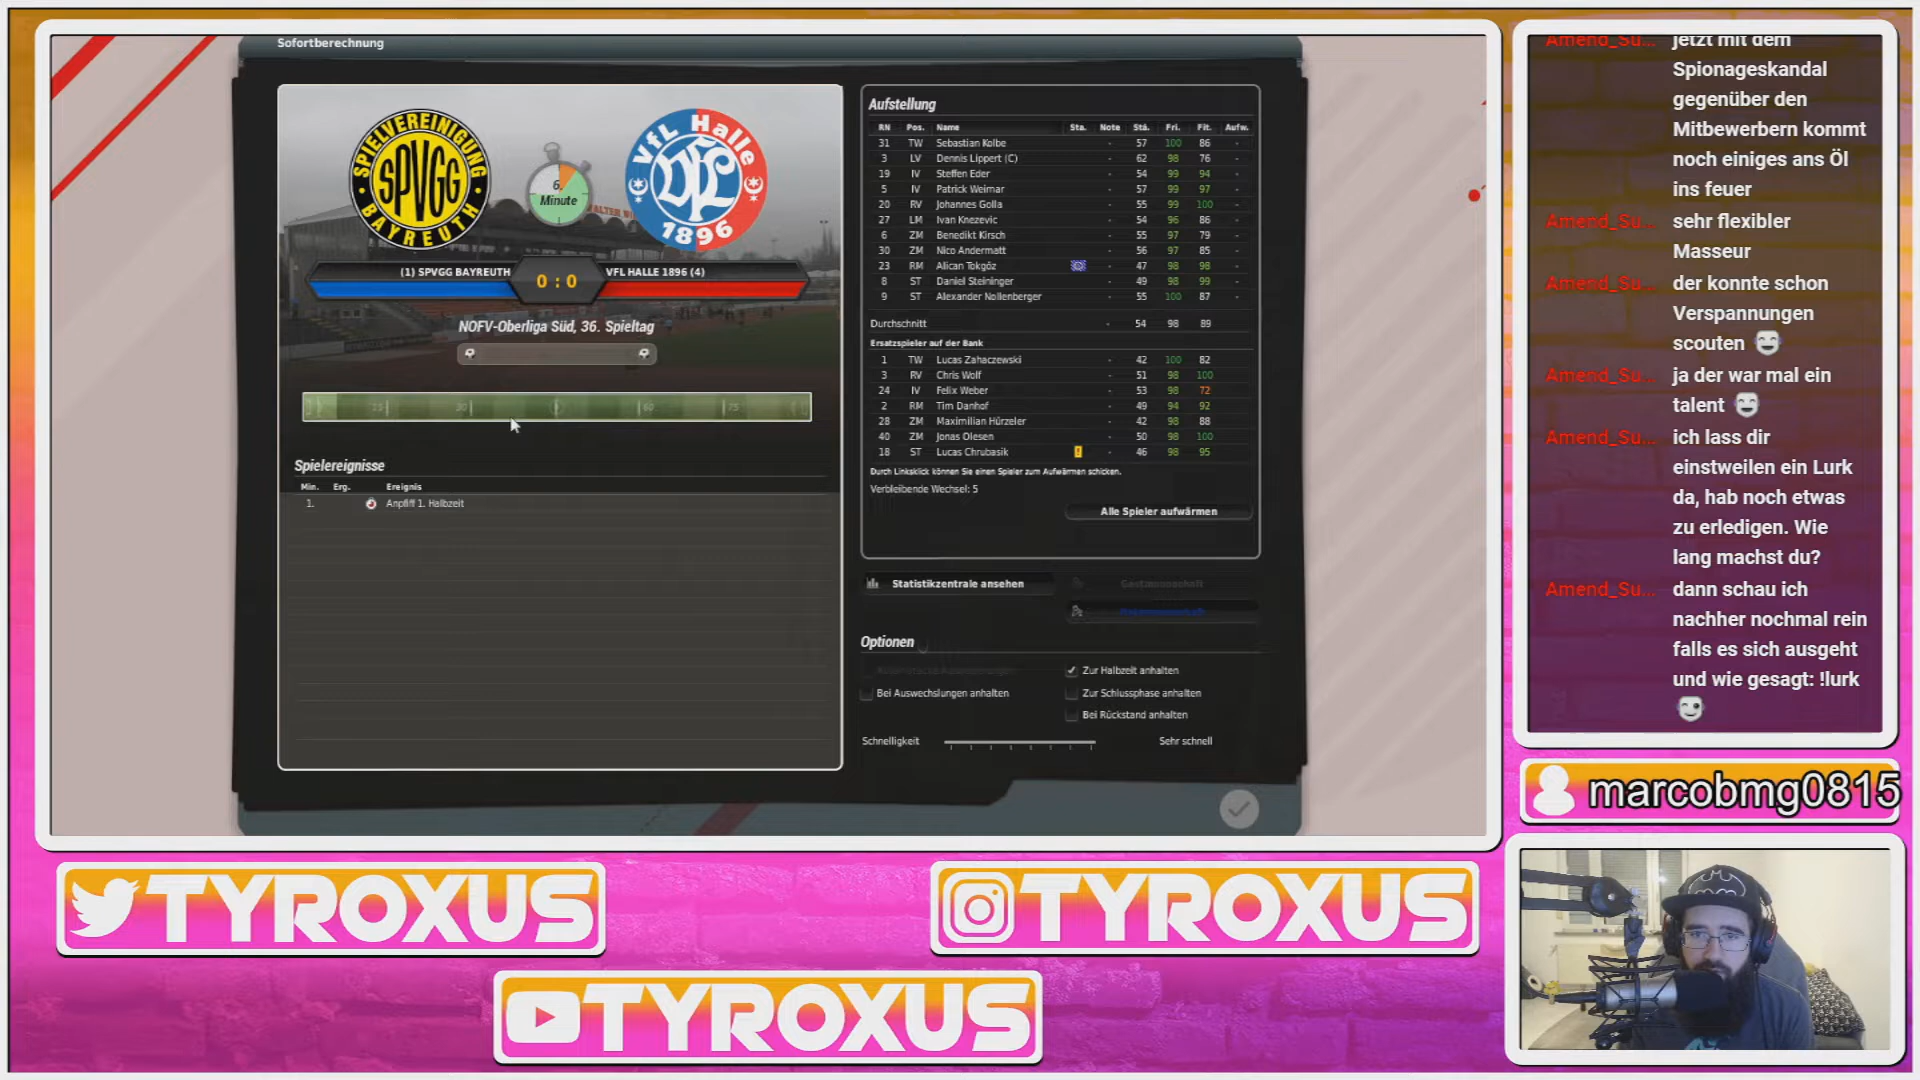 Sofortberechnung
SPIELVEREINIGUNG
SPVGG
BAYREUTH
6.
Minute
VfL Halle
VFL
1896
(1) SPVGG BAYREUTH
0 : 0
VFL HALLE 1896 (4)
NOFV-Oberliga Süd, 36. Spieltag
15
30
60
75
Spielereignisse
Min. Erg. Ereignis
1. Anpfiff 1. Halbzeit
Aufstellung
RN Pos. Name Sta. Note Stä. Fri. Fit. Aufw.
31 TW Sebastian Kolbe - 57 100 86 -
3 LV Dennis Lippert (C) - 62 98 76 -
19 IV Steffen Eder - 54 99 94 -
5 IV Patrick Weimar - 57 99 97 -
20 RV Johannes Golla - 55 99 100 -
27 LM Ivan Knezevic - 54 96 86 -
6 ZM Benedikt Kirsch - 55 97 79 -
30 ZM Nico Andermatt - 56 97 85 -
23 RM Alican Tokgöz - 47 98 98 -
8 ST Daniel Steininger - 49 98 99 -
9 ST Alexander Nollenberger - 55 100 87 -
Durchschnitt - 54 98 89
Ersatzspieler auf der Bank
1 TW Lucas Zahaczewski - 42 100 82
3 RV Chris Wolf - 51 98 100
24 IV Felix Weber - 53 98 72
2 RM Tim Danhof - 49 94 92
28 ZM Maximilian Hürzeler - 42 98 88
40 ZM Jonas Olesen - 50 98 100
18 ST Lucas Chrubasik - 46 98 95
Durch Linksklick können Sie einen Spieler zum Aufwärmen schicken.
Verbleibende Wechsel: 5
Alle Spieler aufwärmen
Statistikzentrale ansehen
Gastmannschaft
Optionen
Zur Halbzeit anhalten
Bei Auswechslungen anhalten
Zur Schlussphase anhalten
Bei Rückstand anhalten
Schnelligkeit
Sehr schnell
Amend_Su... jetzt mit dem
Spionageskandal
gegenüber den
Mitbewerbern kommt
noch einiges ans Öl
ins feuer
Amend_Su... sehr flexibler
Masseur
Amend_Su... der konnte schon
Verspannungen
scouten
Amend_Su... ja der war mal ein
talent
Amend_Su... ich lass dir
einstweilen ein Lurk
da, hab noch etwas
zu erledigen. Wie
lang machst du?
Amend_Su... dann schau ich
nachher nochmal rein
falls es sich ausgeht
und wie gesagt: !lurk
marcobmg0815
TYROXUS
TYROXUS
TYROXUS